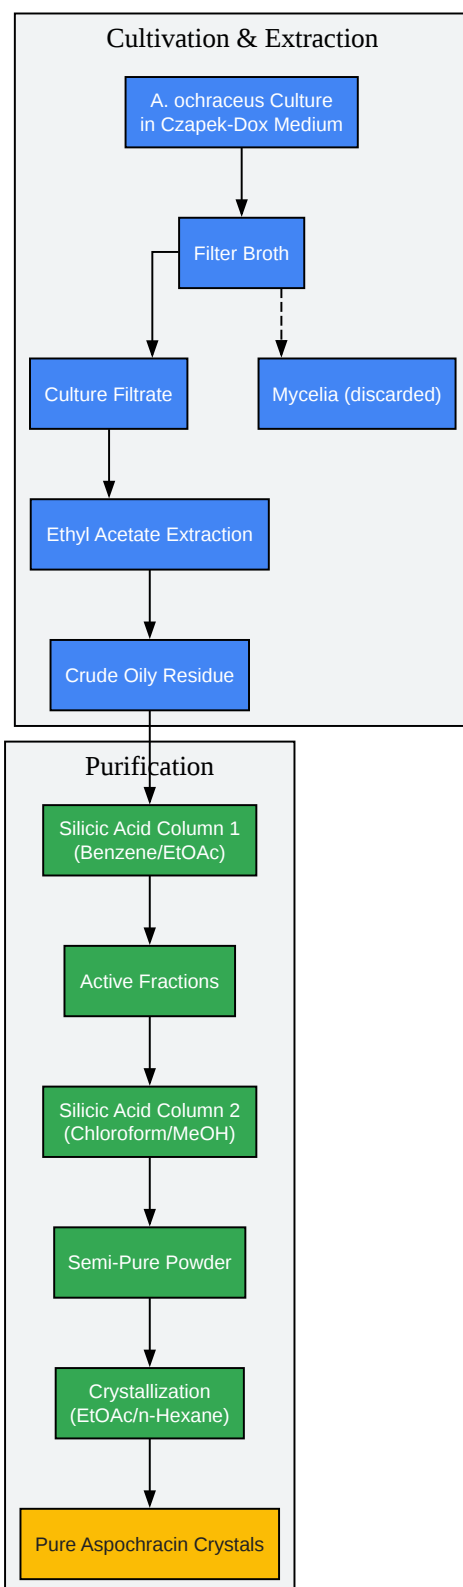 Cultivation & Extraction
A. ochraceus Culture
in Czapek-Dox Medium
Filter Broth
Culture Filtrate
Mycelia (discarded)
Ethyl Acetate Extraction
Crude Oily Residue
Purification
Silicic Acid Column 1
(Benzene/EtOAc)
Active Fractions
Silicic Acid Column 2
(Chloroform/MeOH)
Semi-Pure Powder
Crystallization
(EtOAc/n-Hexane)
Pure Aspochracin Crystals